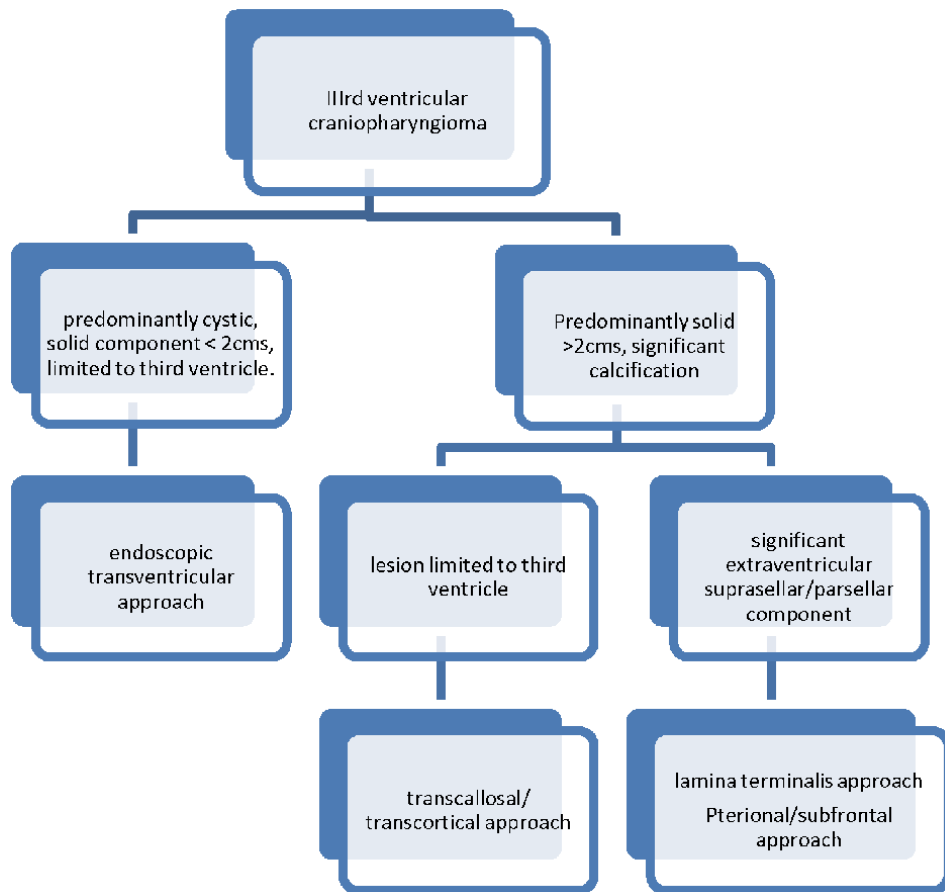 IIIrd ventricular
craniopharyngioma
predominantly cystic,
solid component < 2cms,
limited to third ventricle.
Predominantly solid
>2cms, significant
calcification
endoscopic
transventricular
approach
lesion limited to third
ventricle
significant
extraventricular
suprasellar/parsellar
component
transcallosal/
transcortical approach
lamina terminalis approach
Pterional/subfrontal
approach